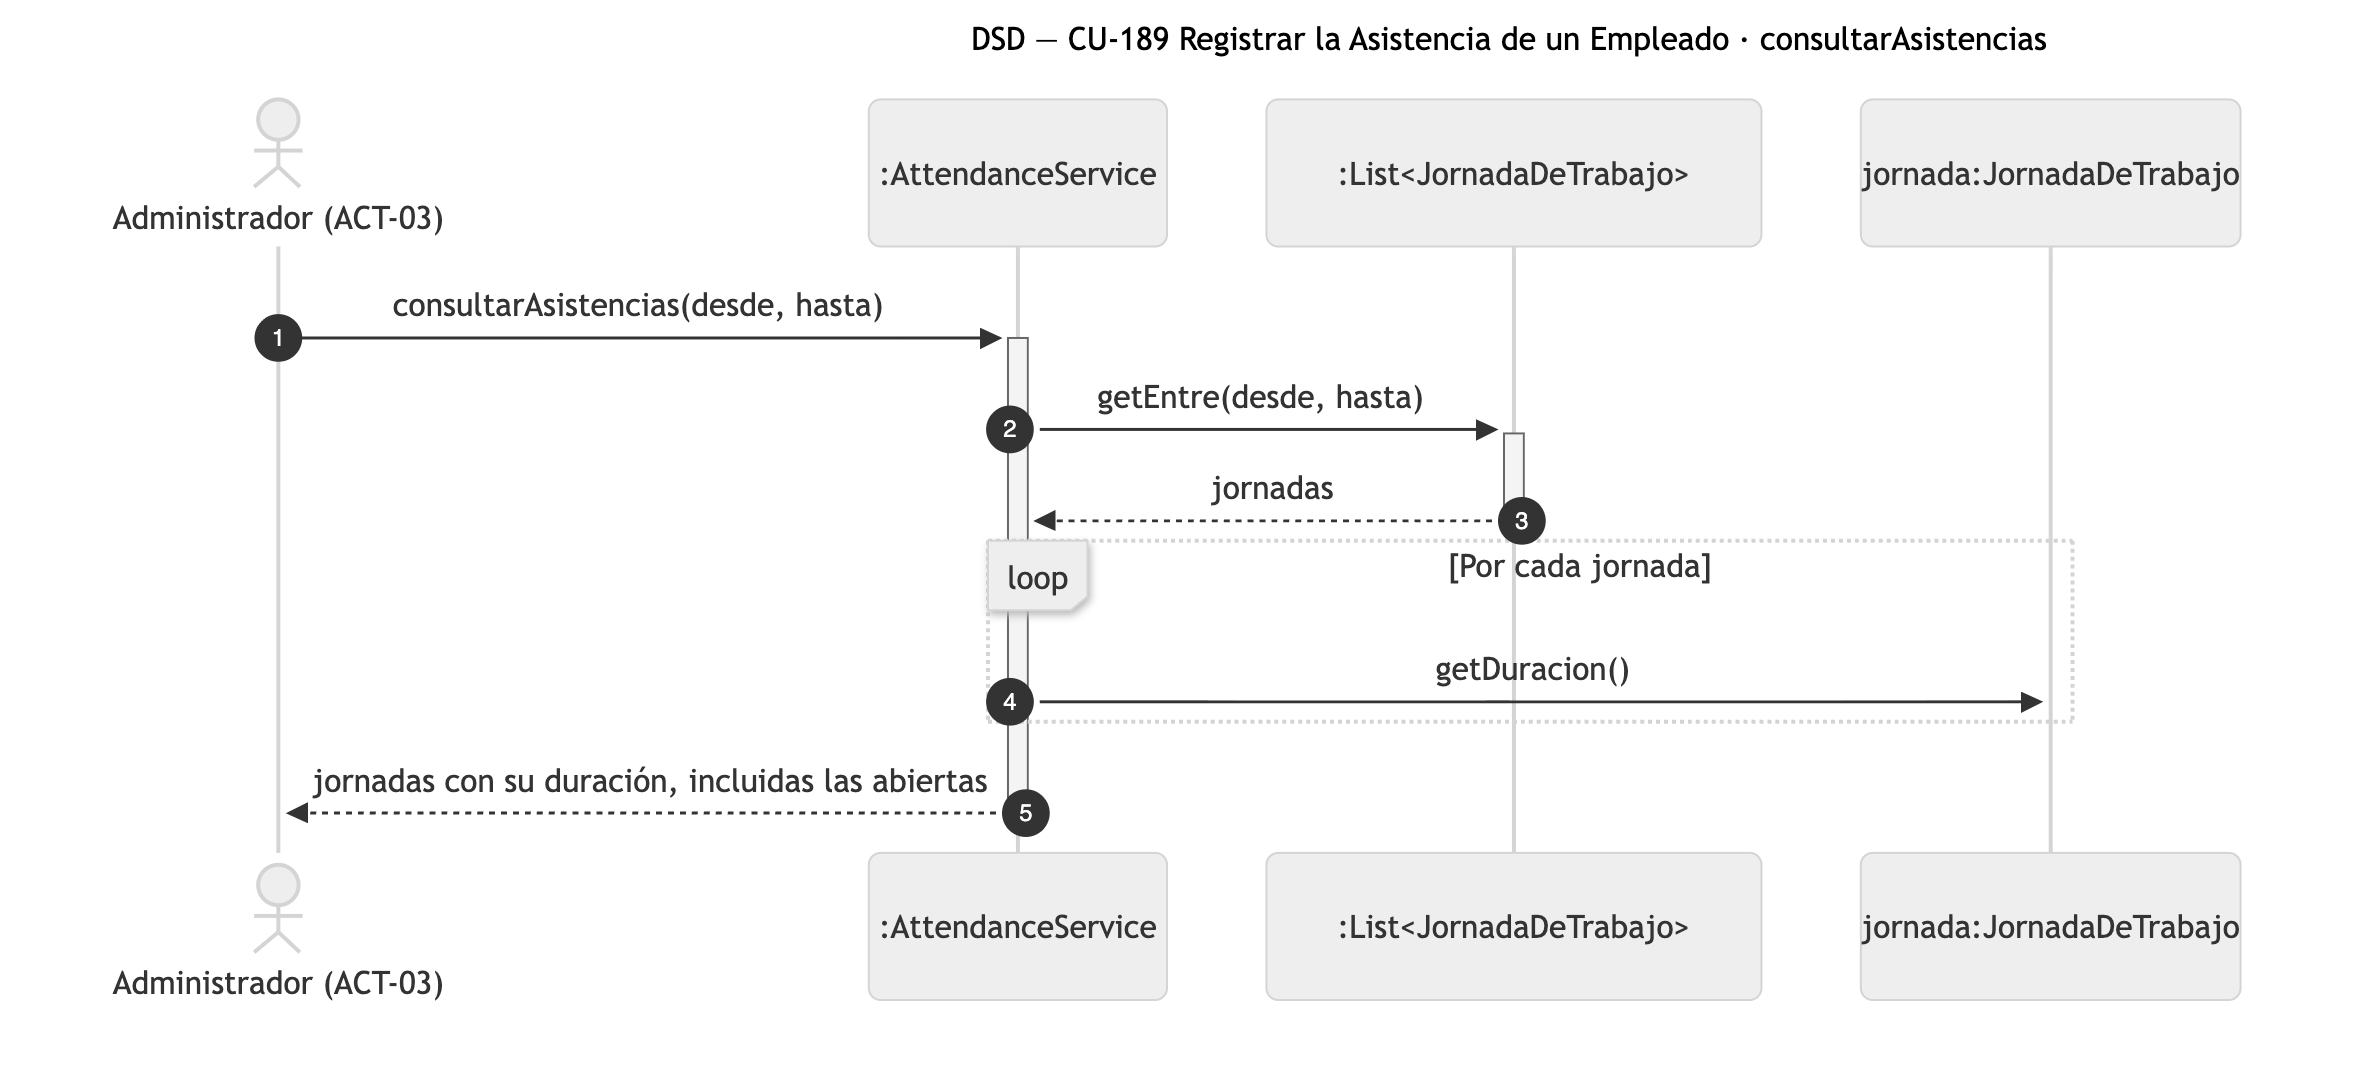 DSD — CU-189 Registrar la Asistencia de un Empleado · consultarAsistencias
Administrador (ACT-03)
:AttendanceService
:List<JornadaDeTrabajo>
jornada:JornadaDeTrabajo
1
consultarAsistencias(desde, hasta)
2
getEntre(desde, hasta)
jornadas
3
loop
[Por cada jornada]
4
getDuracion()
jornadas con su duración, incluidas las abiertas
5
Administrador (ACT-03)
:AttendanceService
:List<JornadaDeTrabajo>
jornada:JornadaDeTrabajo